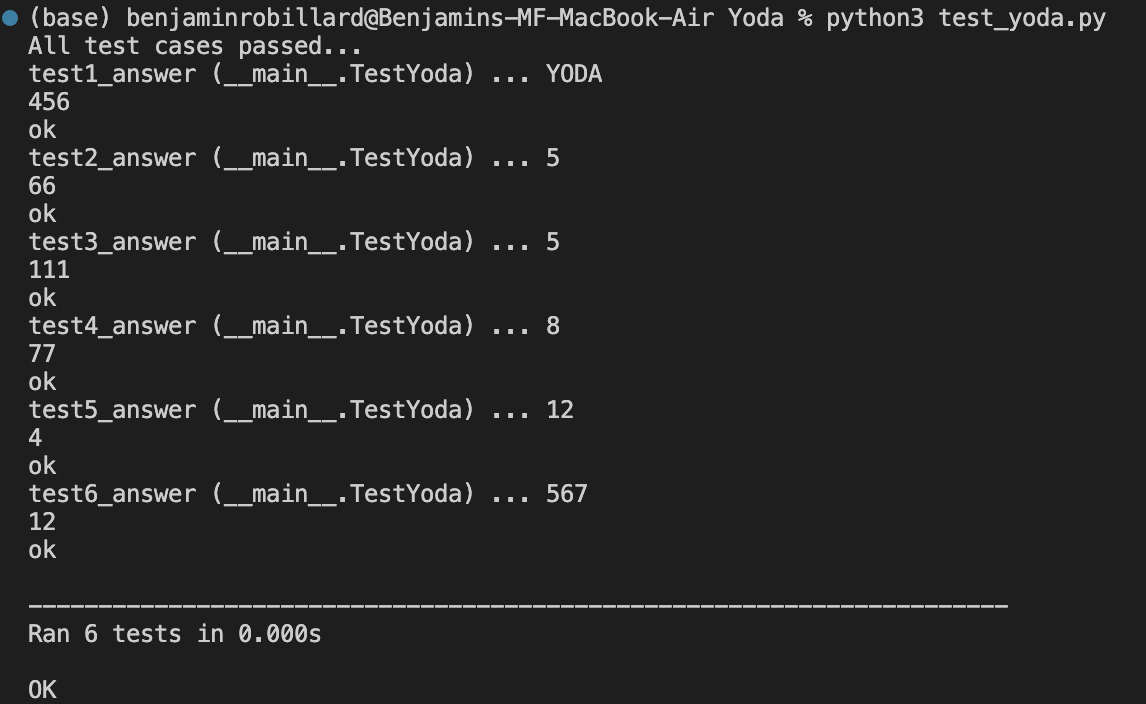 (base) benjaminrobillard@Benjamins-MF-MacBook-Air Yoda % python3 test_yoda.py
All test cases passed...
test1_answer (__main__.TestYoda) ... YODA
456
ok
test2_answer (__main__.TestYoda) ... 5
66
ok
test3_answer (__main__.TestYoda) ... 5
111
ok
test4_answer (__main__.TestYoda) ... 8
77
ok
test5_answer (__main__.TestYoda) ... 12
4
ok
test6_answer (__main__.TestYoda) ... 567
12
ok
----------------------------------------------------------------------
Ran 6 tests in 0.000s
OK